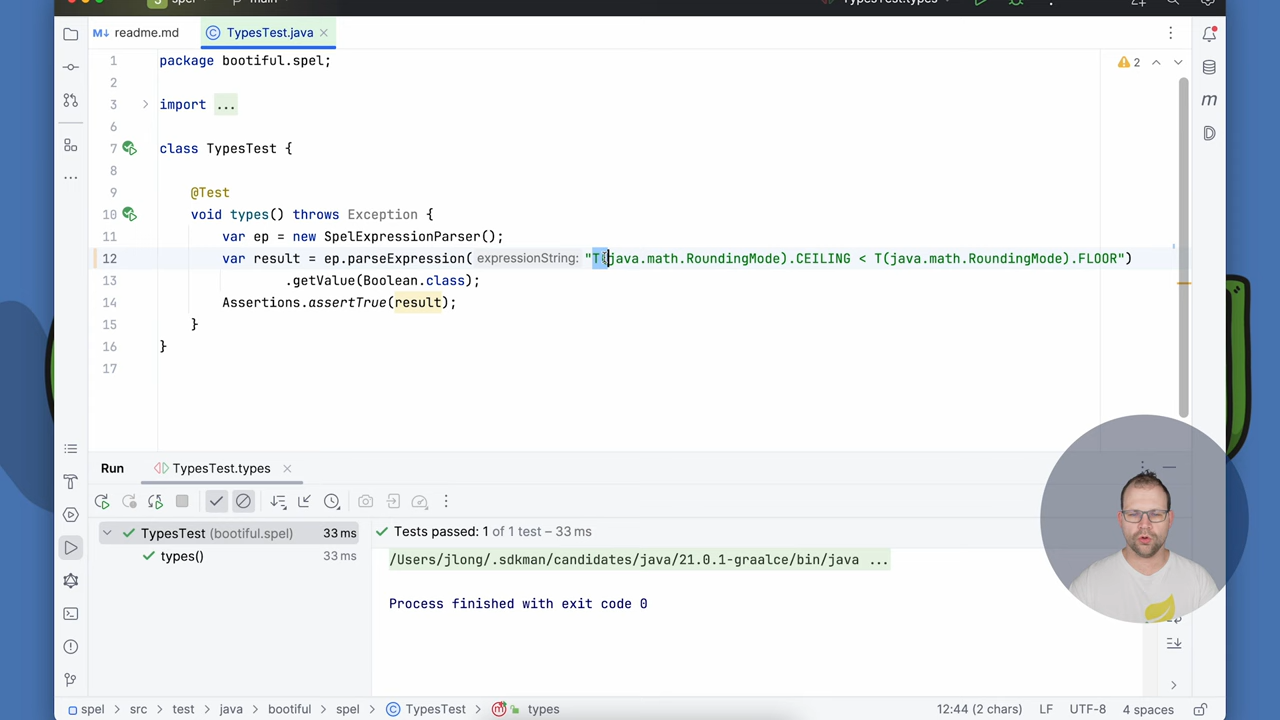 readme.md
TypesTest.java
1 package bootiful.spel;
2
3 import ...
6
7 class TypesTest {
8
9 @Test
10 void types() throws Exception {
11 var ep = new SpelExpressionParser();
12 var result = ep.parseExpression( expressionString: "T(java.math.RoundingMode).CEILING < T(java.math.RoundingMode).FLOOR")
13 .getValue(Boolean.class);
14 Assertions.assertTrue(result);
15 }
16 }
17
2
m
D
Run TypesTest.types
TypesTest (bootiful.spel) 33 ms
types() 33 ms
Tests passed: 1 of 1 test – 33 ms
/Users/jlong/.sdkman/candidates/java/21.0.1-graalce/bin/java ...
Process finished with exit code 0
spel > src > test > java > bootiful > spel > TypesTest > types 12:44 (2 chars) LF UTF-8 4 spaces